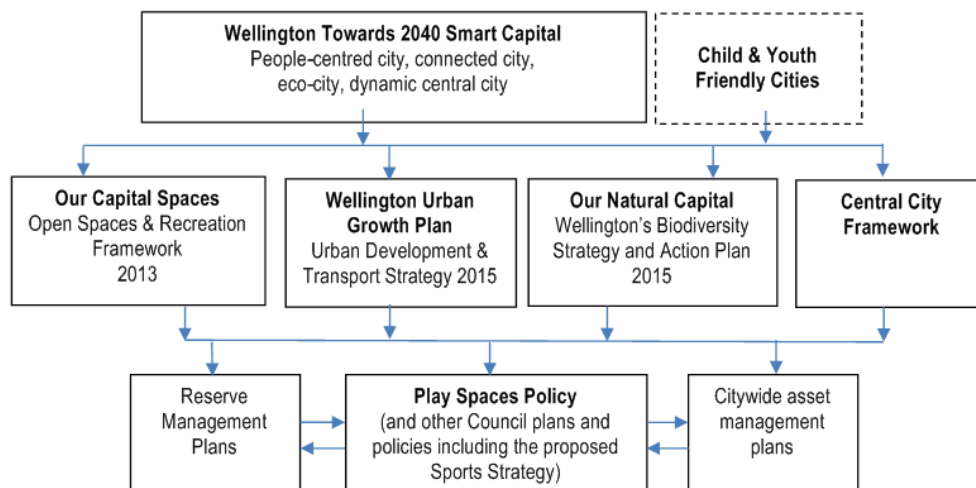 Wellington Towards 2040 Smart Capital
People-centred city, connected city,
eco-city, dynamic central city
Child & Youth
Friendly Cities
Our Capital Spaces
Open Spaces & Recreation
Framework
2013
Wellington Urban
Growth Plan
Urban Development &
Transport Strategy 2015
Our Natural Capital
Wellington's Biodiversity
Strategy and Action Plan
2015
Central City
Framework
Reserve
Management
Plans
Play Spaces Policy
(and other Council plans and
policies including the proposed
Sports Strategy)
Citywide asset
management
plans